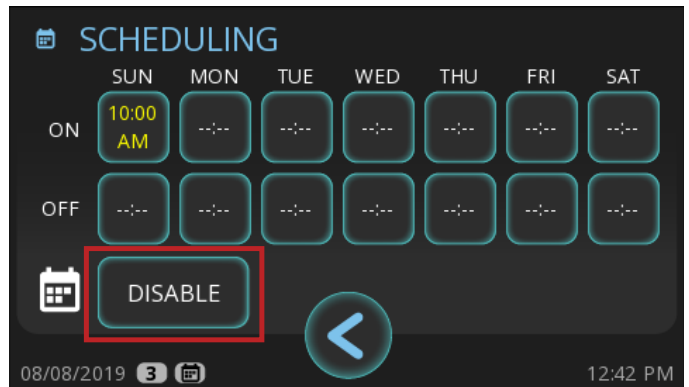 SCHEDULING
SUN MON TUE WED THU FRI SAT
ON 10:00 AM --:-- --:-- --:-- --:-- --:-- --:--
OFF --:-- --:-- --:-- --:-- --:-- --:-- --:--
DISABLE
08/08/2019 3 12:42 PM